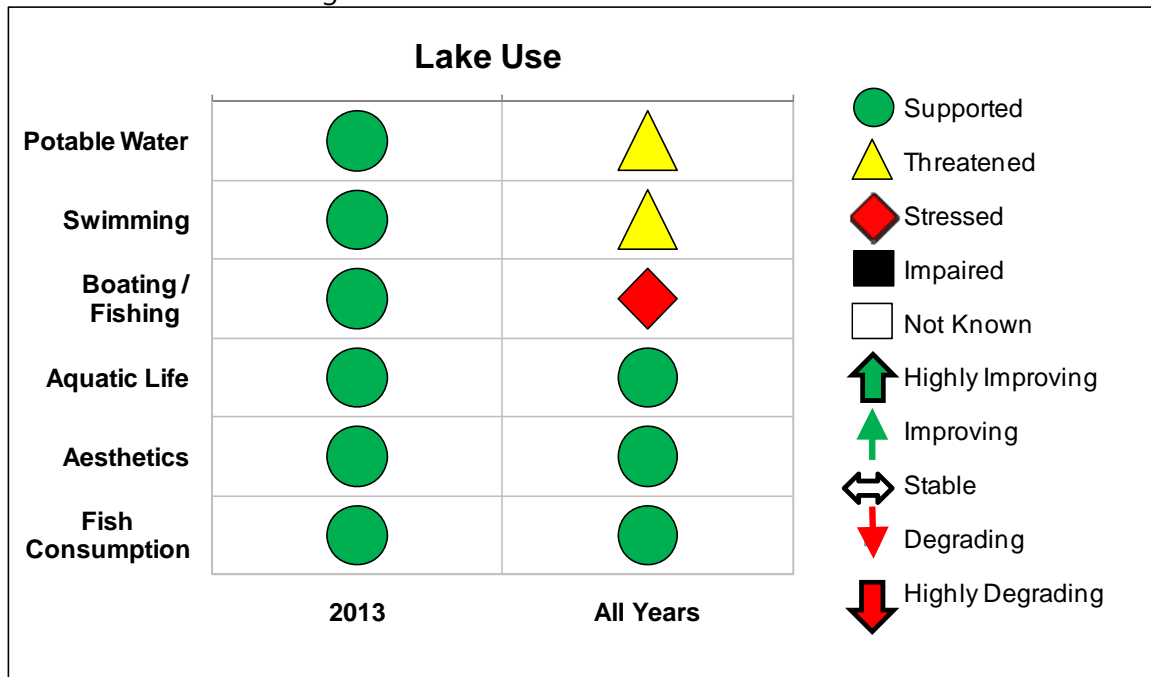 Lake Use
Potable Water
Swimming
Boating /
Fishing
Aquatic Life
Aesthetics
Fish
Consumption
2013
All Years
Supported
Threatened
Stressed
Impaired
Not Known
Highly Improving
Improving
Stable
Degrading
Highly Degrading